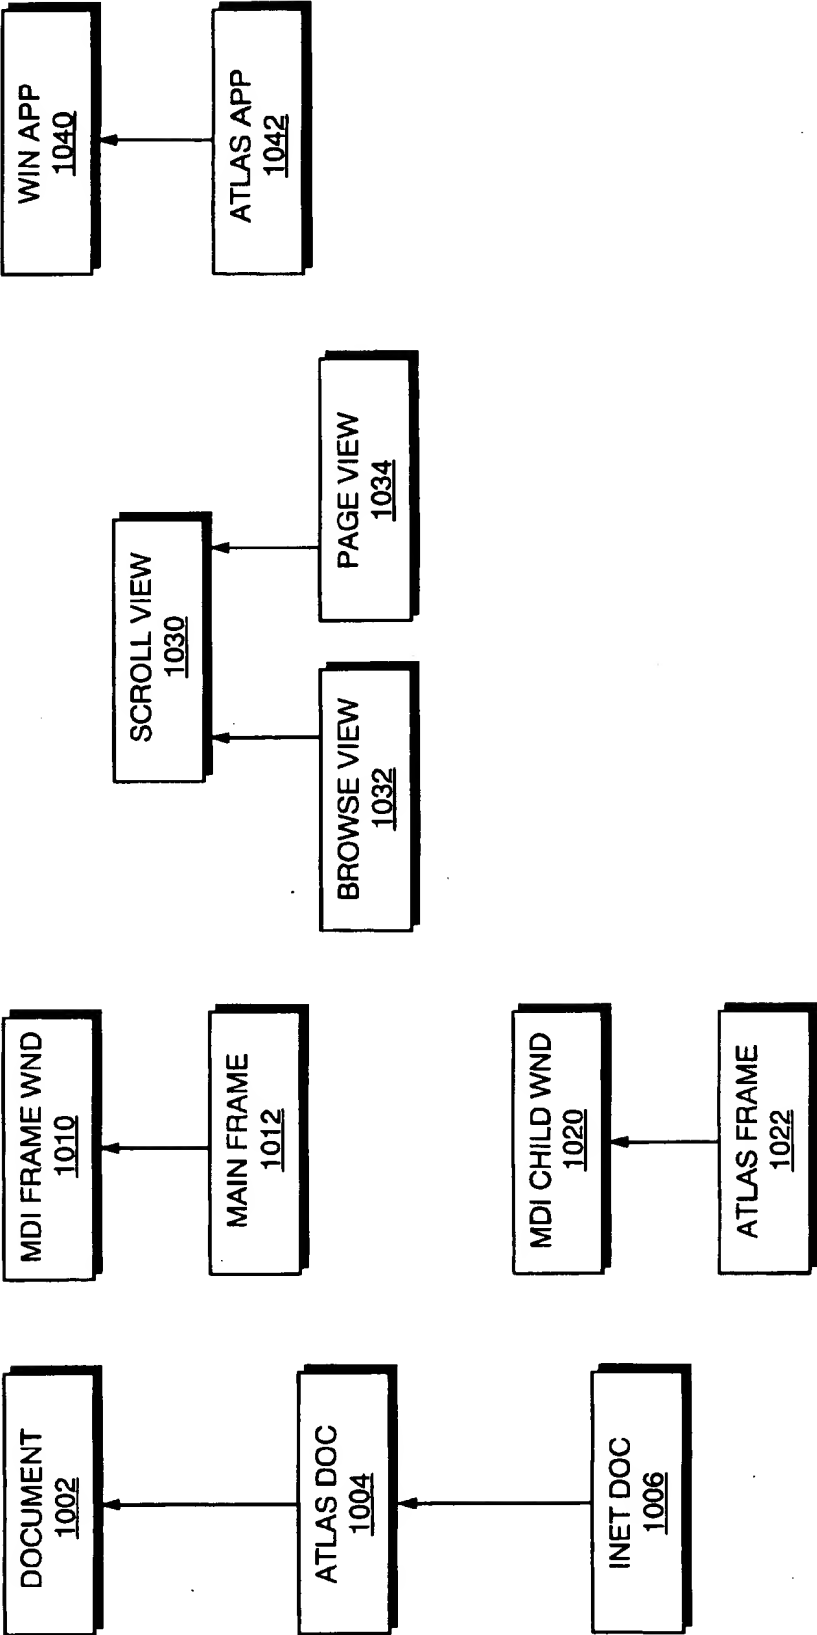 DOCUMENT
1002
ATLAS DOC
1004
INET DOC
1006
MDI FRAME WND
1010
MAIN FRAME
1012
MDI CHILD WND
1020
ATLAS FRAME
1022
SCROLL VIEW
1030
BROWSE VIEW
1032
PAGE VIEW
1034
WIN APP
1040
ATLAS APP
1042